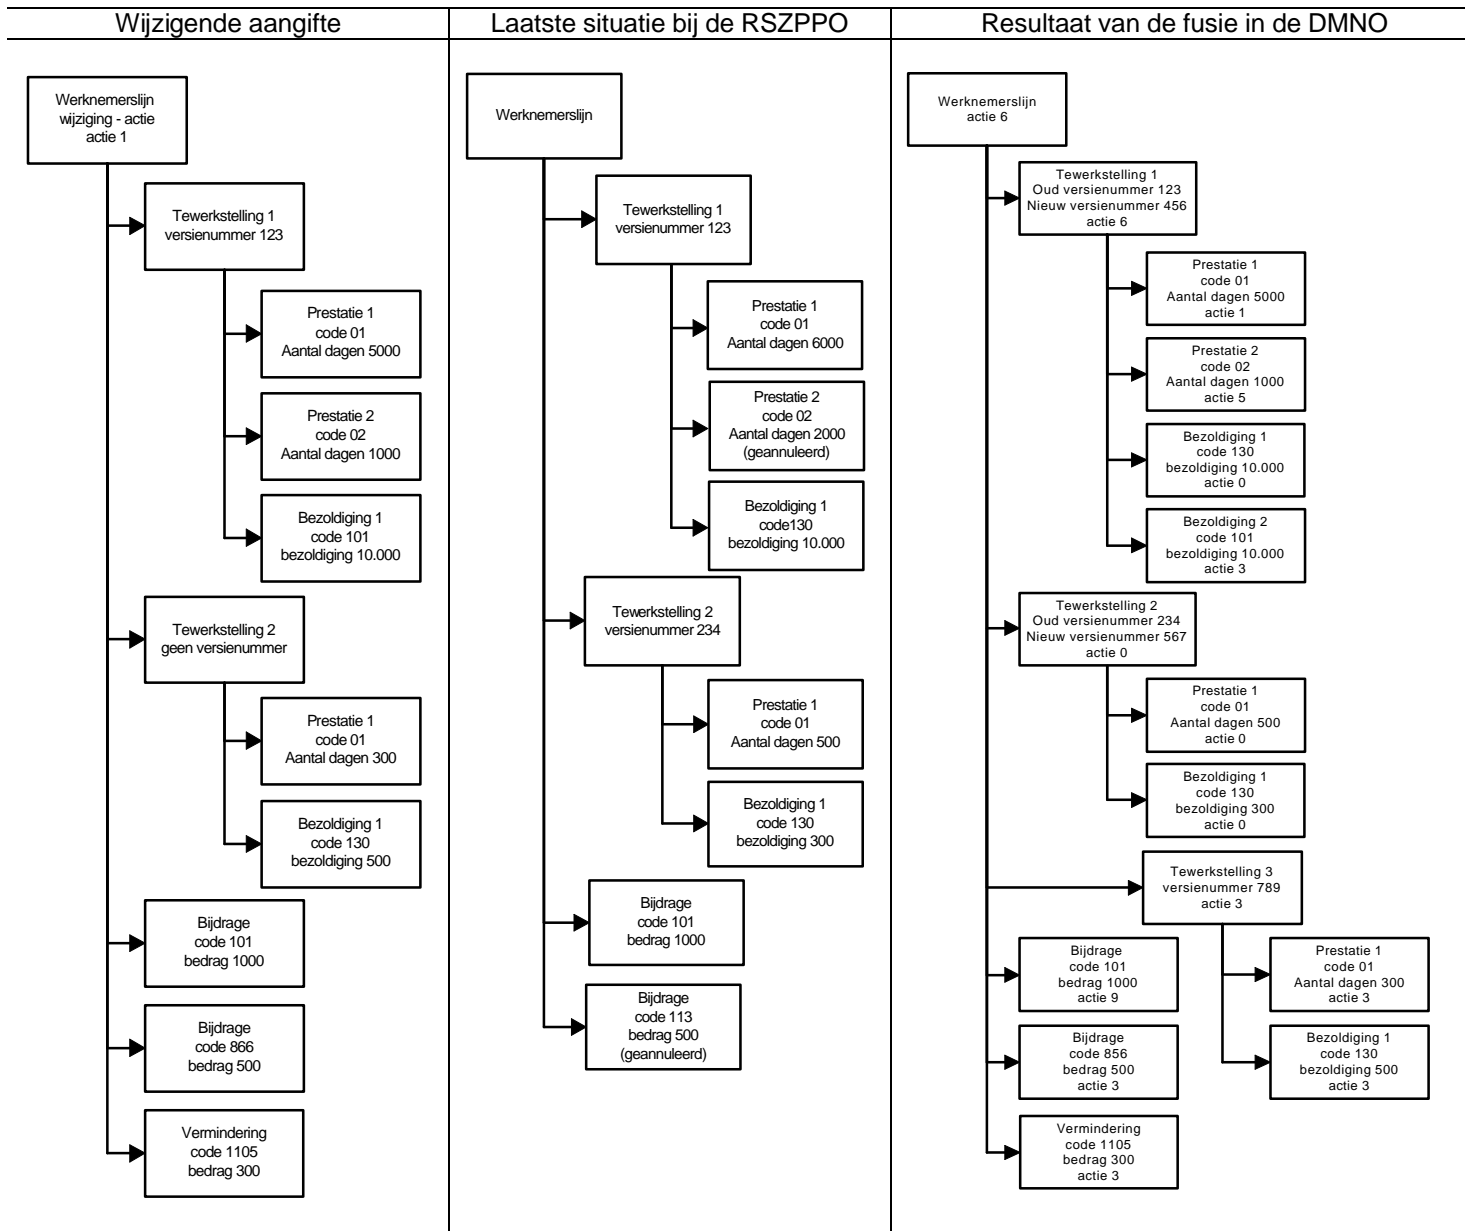 Wijzigende aangifte
Werknemerslijn
wijziging - actie
actie 1
Tewerkstelling 1
versienummer 123
Prestatie 1
code 01
Aantal dagen 5000
Prestatie 2
code 02
Aantal dagen 1000
Bezoldiging 1
code 101
bezoldiging 10.000
Tewerkstelling 2
geen versienummer
Prestatie 1
code 01
Aantal dagen 300
Bezoldiging 1
code 130
bezoldiging 500
Bijdrage
code 101
bedrag 1000
Bijdrage
code 866
bedrag 500
Vermindering
code 1105
bedrag 300
Laatste situatie bij de RSZPPO
Werknemerslijn
Tewerkstelling 1
versienummer 123
Prestatie 1
code 01
Aantal dagen 6000
Prestatie 2
code 02
Aantal dagen 2000
(geannuleerd)
Bezoldiging 1
code130
bezoldiging 10.000
Tewerkstelling 2
versienummer 234
Prestatie 1
code 01
Aantal dagen 500
Bezoldiging 1
code 130
bezoldiging 300
Bijdrage
code 101
bedrag 1000
Bijdrage
code 113
bedrag 500
(geannuleerd)
Resultaat van de fusie in de DMNO
Werknemerslijn
actie 6
Tewerkstelling 1
Oud versienummer 123
Nieuw versienummer 456
actie 6
Prestatie 1
code 01
Aantal dagen 5000
actie 1
Prestatie 2
code 02
Aantal dagen 1000
actie 5
Bezoldiging 1
code 130
bezoldiging 10.000
actie 0
Bezoldiging 2
code 101
bezoldiging 10.000
actie 3
Tewerkstelling 2
Oud versienummer 234
Nieuw versienummer 567
actie 0
Prestatie 1
code 01
Aantal dagen 500
actie 0
Bezoldiging 1
code 130
bezoldiging 300
actie 0
Tewerkstelling 3
versienummer 789
actie 3
Prestatie 1
code 01
Aantal dagen 300
actie 3
Bezoldiging 1
code 130
bezoldiging 500
actie 3
Bijdrage
code 101
bedrag 1000
actie 9
Bijdrage
code 856
bedrag 500
actie 3
Vermindering
code 1105
bedrag 300
actie 3